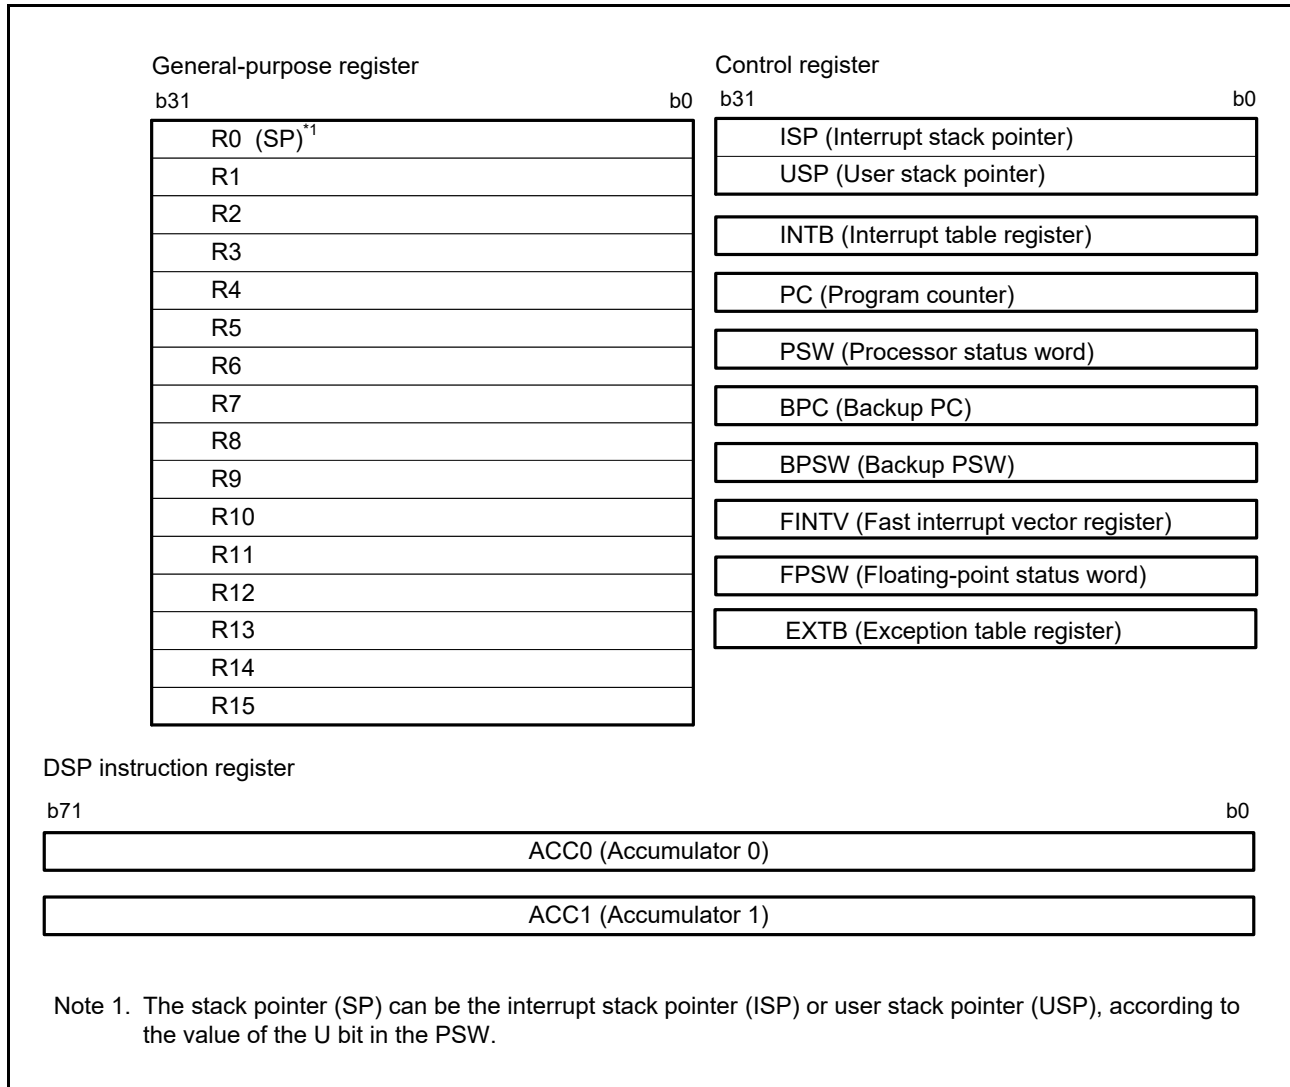 General-purpose register
b31 b0
R0 (SP)*1
R1
R2
R3
R4
R5
R6
R7
R8
R9
R10
R11
R12
R13
R14
R15
Control register
b31 b0
ISP (Interrupt stack pointer)
USP (User stack pointer)
INTB (Interrupt table register)
PC (Program counter)
PSW (Processor status word)
BPC (Backup PC)
BPSW (Backup PSW)
FINTV (Fast interrupt vector register)
FPSW (Floating-point status word)
EXTB (Exception table register)
DSP instruction register
b71 b0
ACC0 (Accumulator 0)
ACC1 (Accumulator 1)
Note 1. The stack pointer (SP) can be the interrupt stack pointer (ISP) or user stack pointer (USP), according to
the value of the U bit in the PSW.